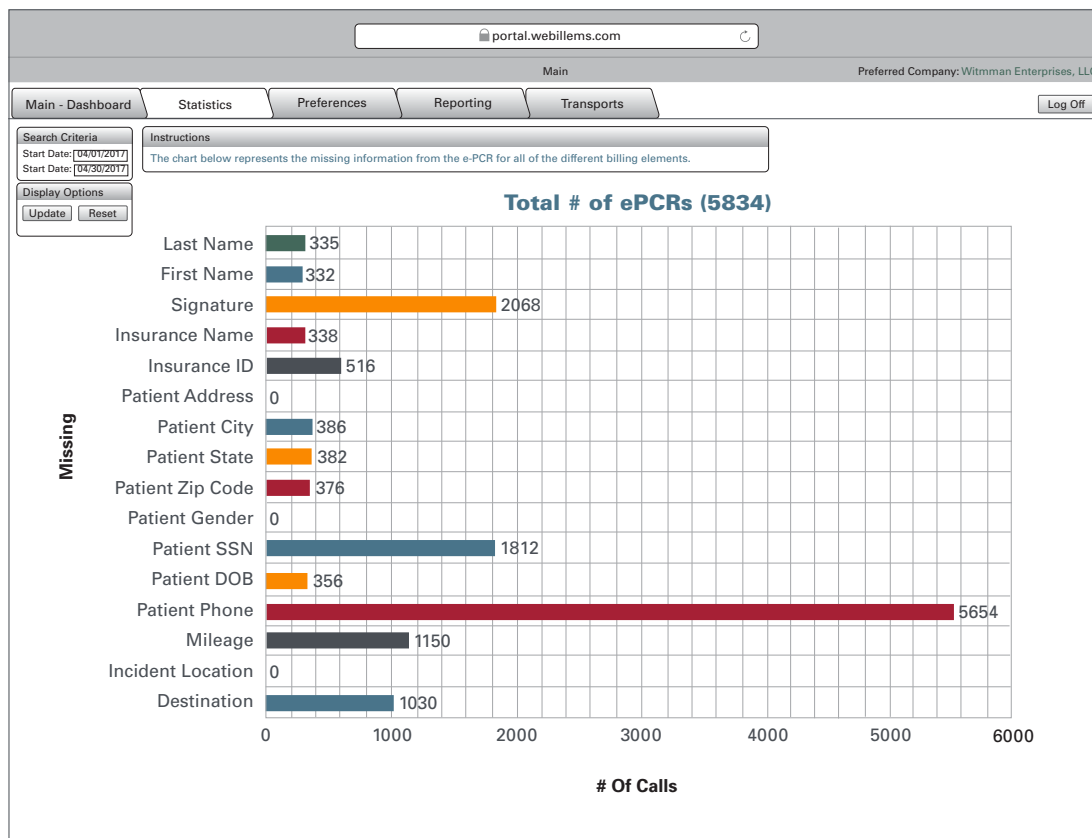 portal.webillems.com
Main
Preferred Company: Witmman Enterprises, LLC
Main - Dashboard
Statistics
Preferences
Reporting
Transports
Log Off
Search Criteria
Start Date: 04/01/2017
Start Date: 04/30/2017
Display Options
Update
Reset
Instructions
The chart below represents the missing information from the e-PCR for all of the different billing elements.
Total # of ePCRs (5834)
Missing
Last Name 335
First Name 332
Signature 2068
Insurance Name 338
Insurance ID 516
Patient Address 0
Patient City 386
Patient State 382
Patient Zip Code 376
Patient Gender 0
Patient SSN 1812
Patient DOB 356
Patient Phone 5654
Mileage 1150
Incident Location 0
Destination 1030
0 1000 2000 3000 4000 5000 6000
# Of Calls